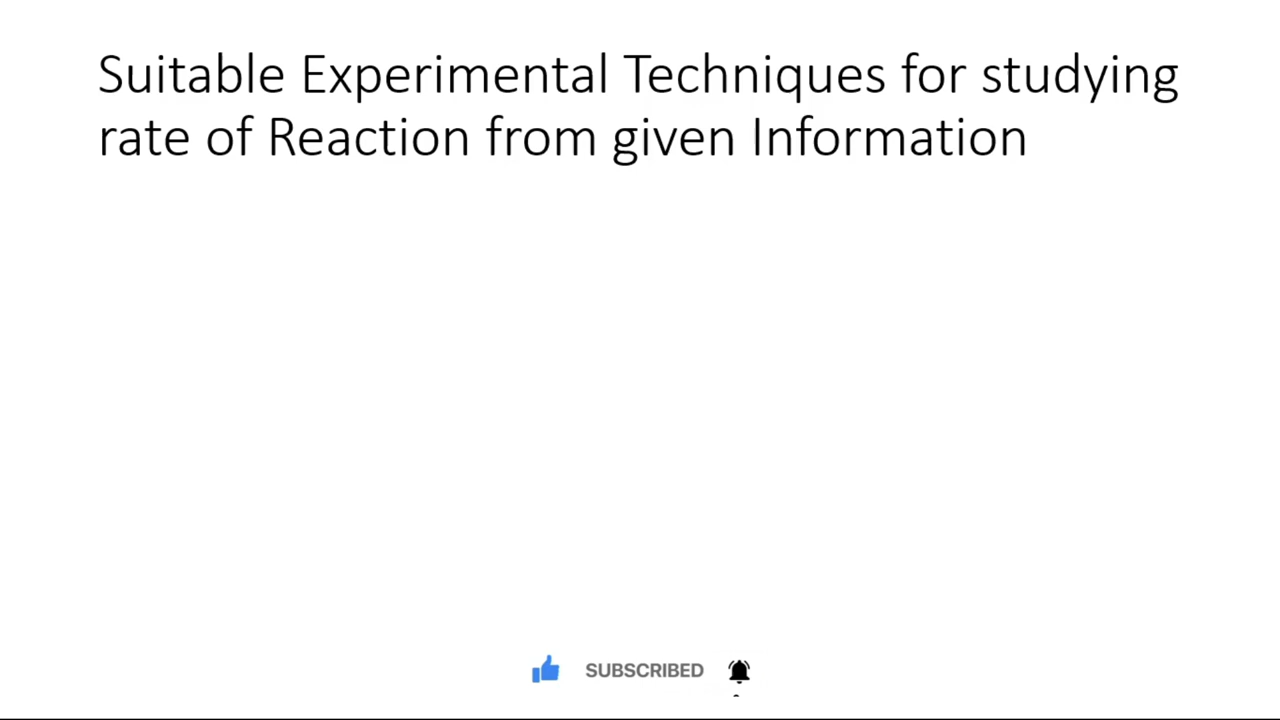 Suitable Experimental Techniques for studying
rate of Reaction from given Information
SUBSCRIBED